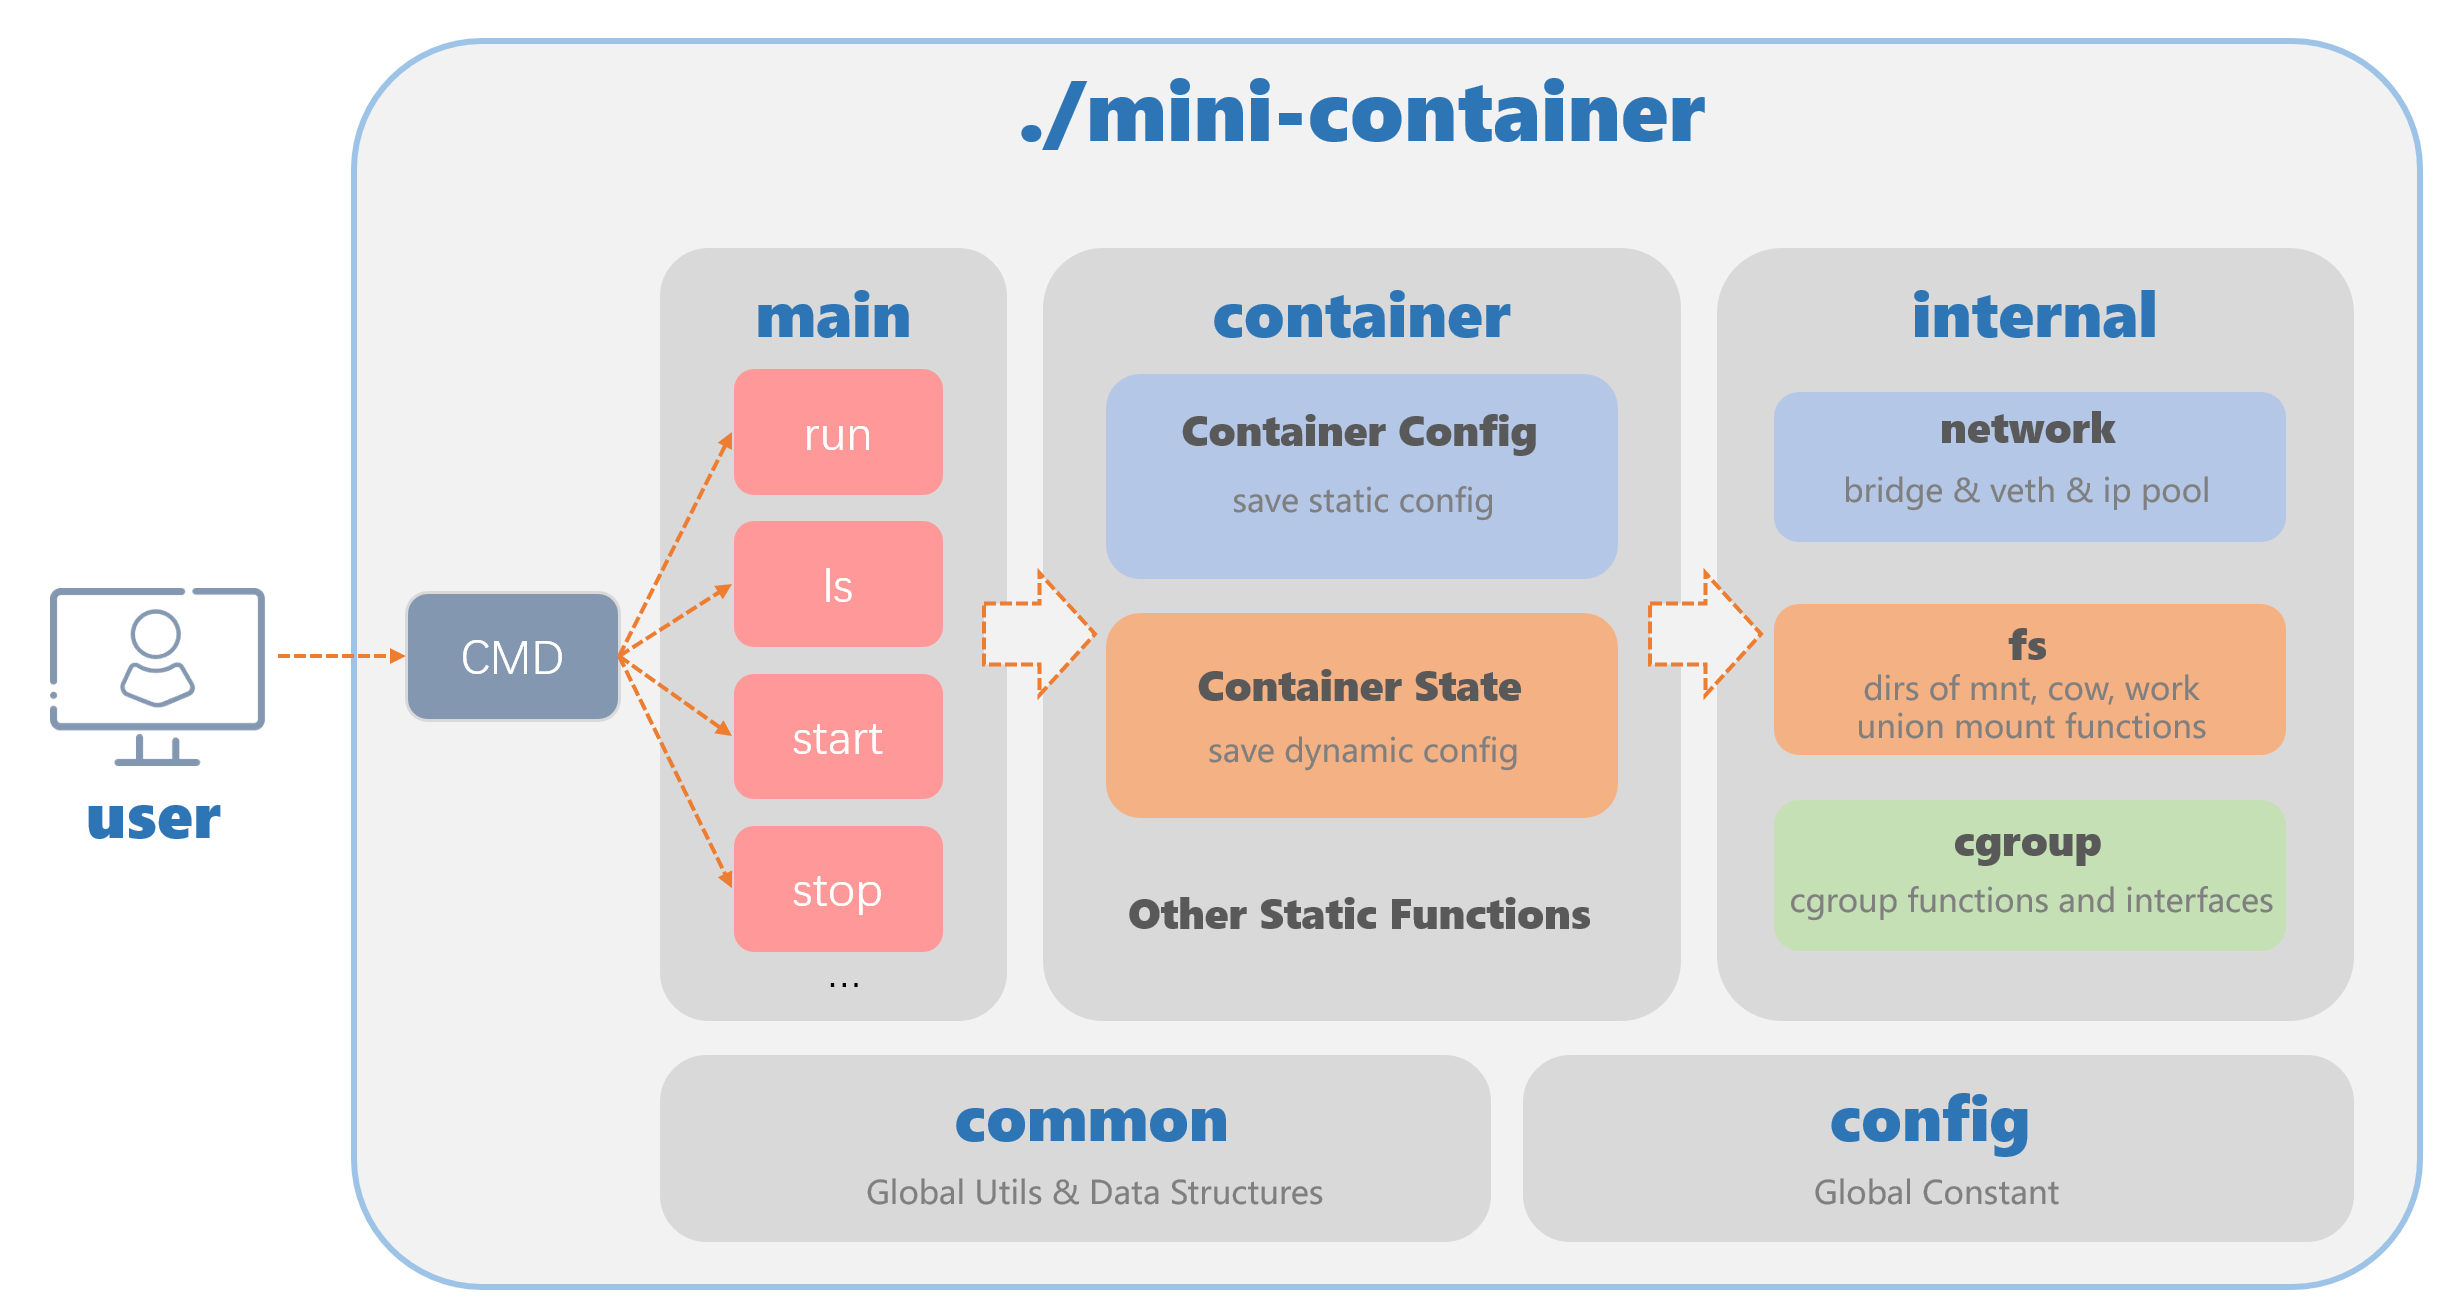 ./mini-container
user
CMD
main
run
ls
start
stop
...
container
Container Config
save static config
Container State
save dynamic config
Other Static Functions
internal
network
bridge & veth & ip pool
fs
dirs of mnt, cow, work
union mount functions
cgroup
cgroup functions and interfaces
common
Global Utils & Data Structures
config
Global Constant